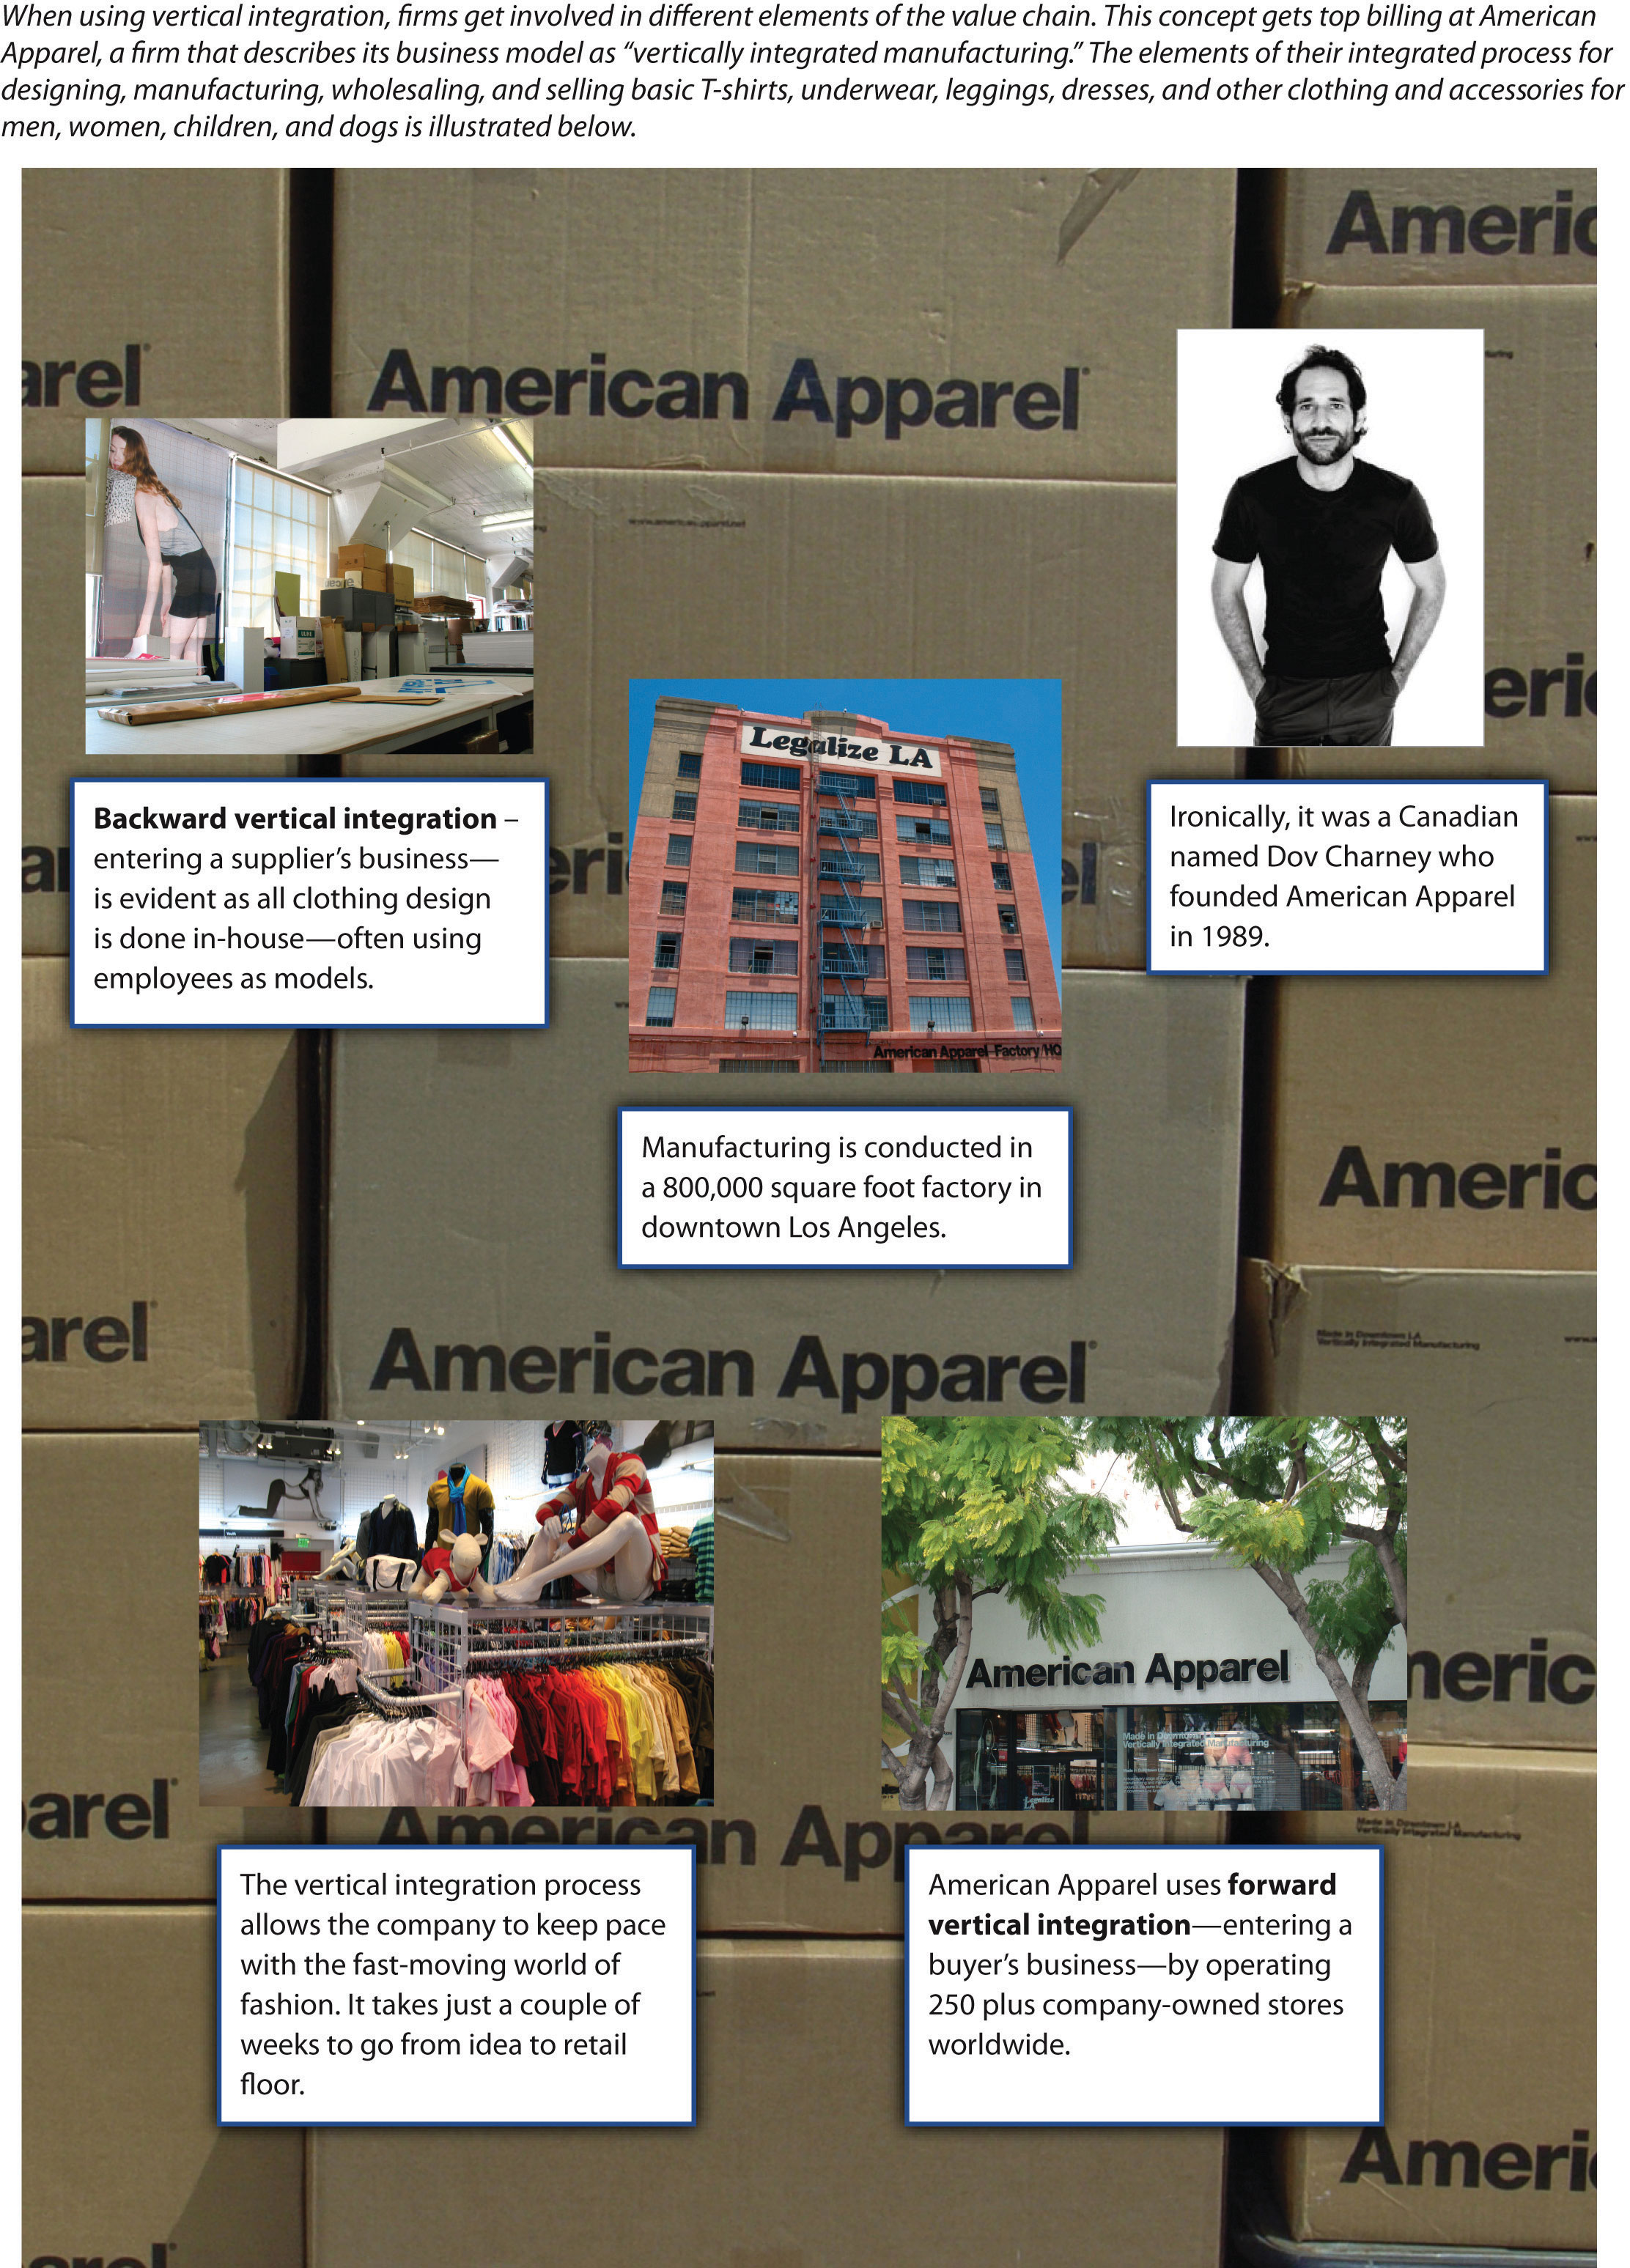 When using vertical integration, firms get involved in different elements of the value chain. This concept gets top billing at American
Apparel, a firm that describes its business model as “vertically integrated manufacturing.” The elements of their integrated process for
designing, manufacturing, wholesaling, and selling basic T-shirts, underwear, leggings, dresses, and other clothing and accessories for
men, women, children, and dogs is illustrated below.
Americ
arel
American Apparel
www.americanapparel.net
Legalize LA
American Apparel Factory HQ
eric
Backward vertical integration –
entering a supplier’s business—
is evident as all clothing design
is done in-house—often using
employees as models.
Ironically, it was a Canadian
named Dov Charney who
founded American Apparel
in 1989.
Manufacturing is conducted in
a 800,000 square foot factory in
downtown Los Angeles.
Americ
arel
American Apparel
Made in Downtown LA
Vertically Integrated Manufacturing
American Apparel
Made in Downtown
Vertically Integrated Manufacturing
Legalize
LA
neric
arel
American Apparel
Made in Downtown LA
Vertically Integrated Manufacturing
The vertical integration process
allows the company to keep pace
with the fast-moving world of
fashion. It takes just a couple of
weeks to go from idea to retail
floor.
American Apparel uses forward
vertical integration—entering a
buyer’s business—by operating
250 plus company-owned stores
worldwide.
Americ
arel